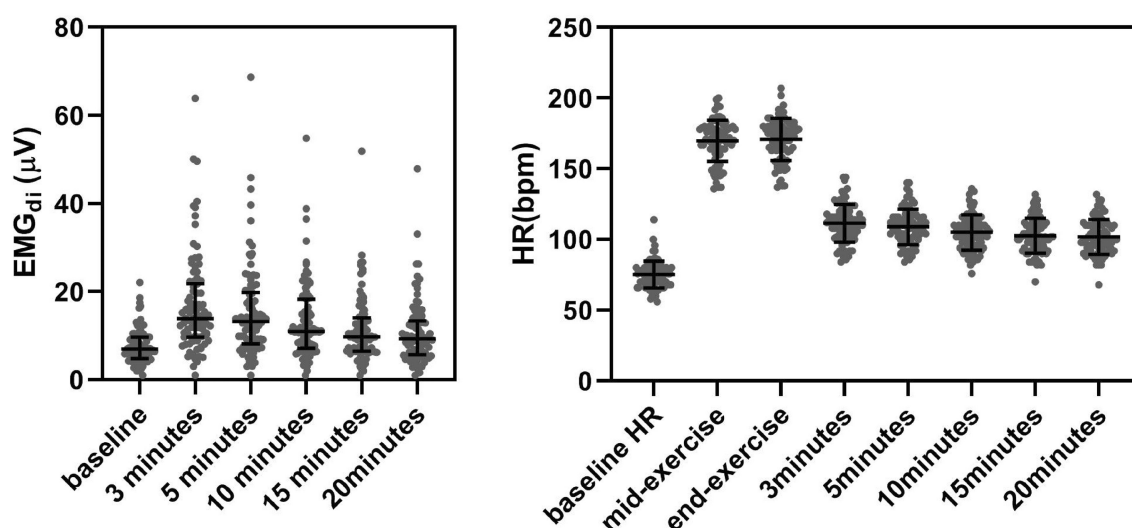 80
60
40
20
0
EMGdi (μV)
baseline
3 minutes
5 minutes
10 minutes
15 minutes
20minutes
250
200
150
100
50
0
HR(bpm)
baseline HR
mid-exercise
end-exercise
3minutes
5minutes
10minutes
15minutes
20minutes